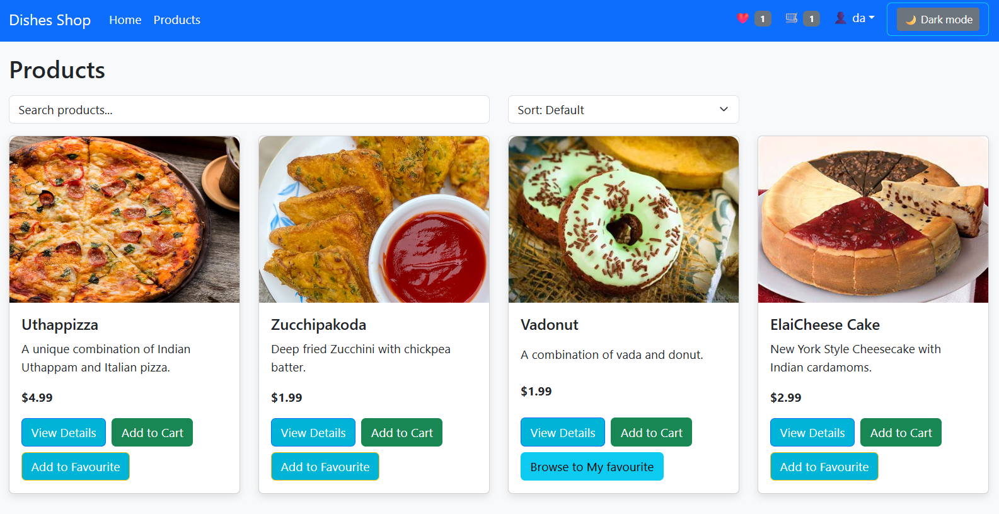 Dishes Shop Home Products 1 1 da Dark mode
Products
Search products... Sort: Default
Uthappizza
A unique combination of Indian
Uthappam and Italian pizza.
$4.99
View Details Add to Cart
Add to Favourite
Zucchipakoda
Deep fried Zucchini with chickpea
batter.
$1.99
View Details Add to Cart
Add to Favourite
Vadonut
A combination of vada and donut.
$1.99
View Details Add to Cart
Browse to My favourite
ElaiCheese Cake
New York Style Cheesecake with
Indian cardamoms.
$2.99
View Details Add to Cart
Add to Favourite